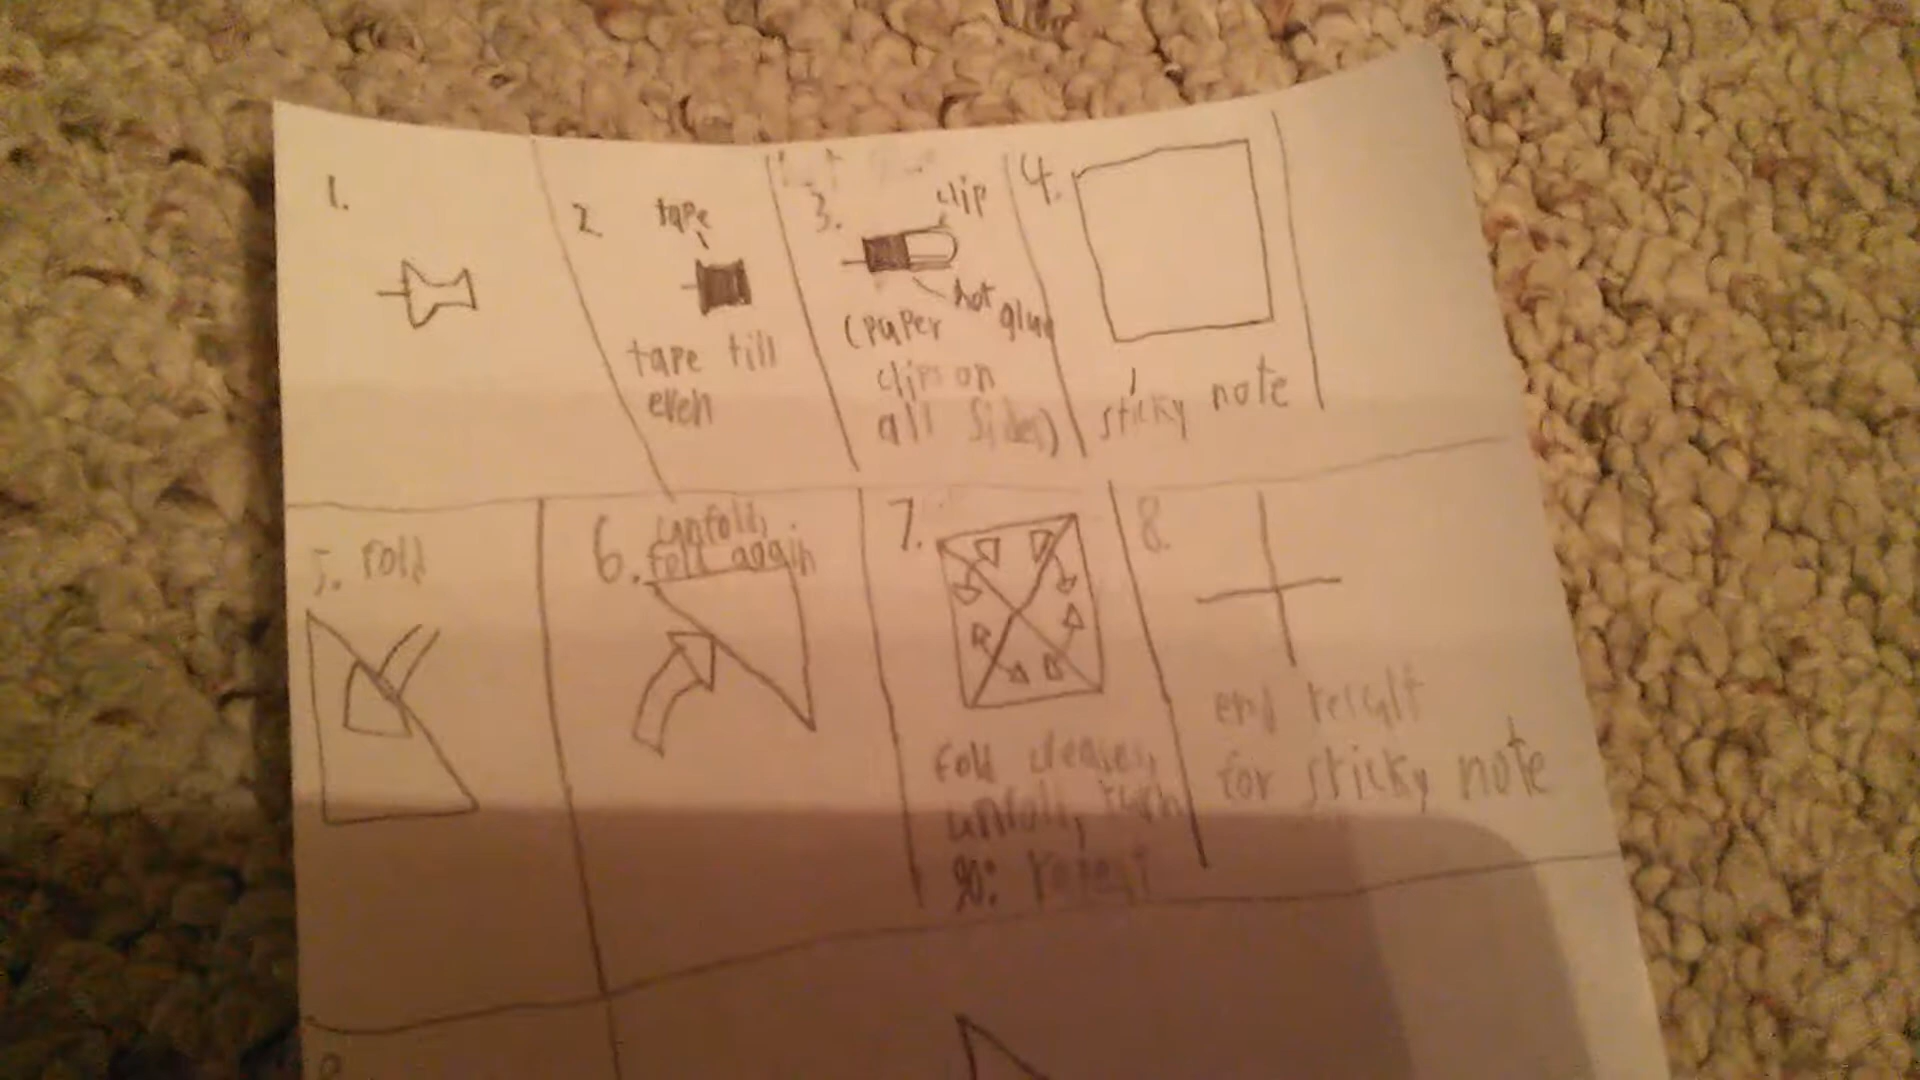 1.
2
tape
tape till
even
3.
clip
hot
glue
(paper
clips on
all sides)
4.
sticky note
5. fold
6.
unfold,
fold again
7.
fold creases,
unfold, turn
90° repeat
8.
end result
for sticky note